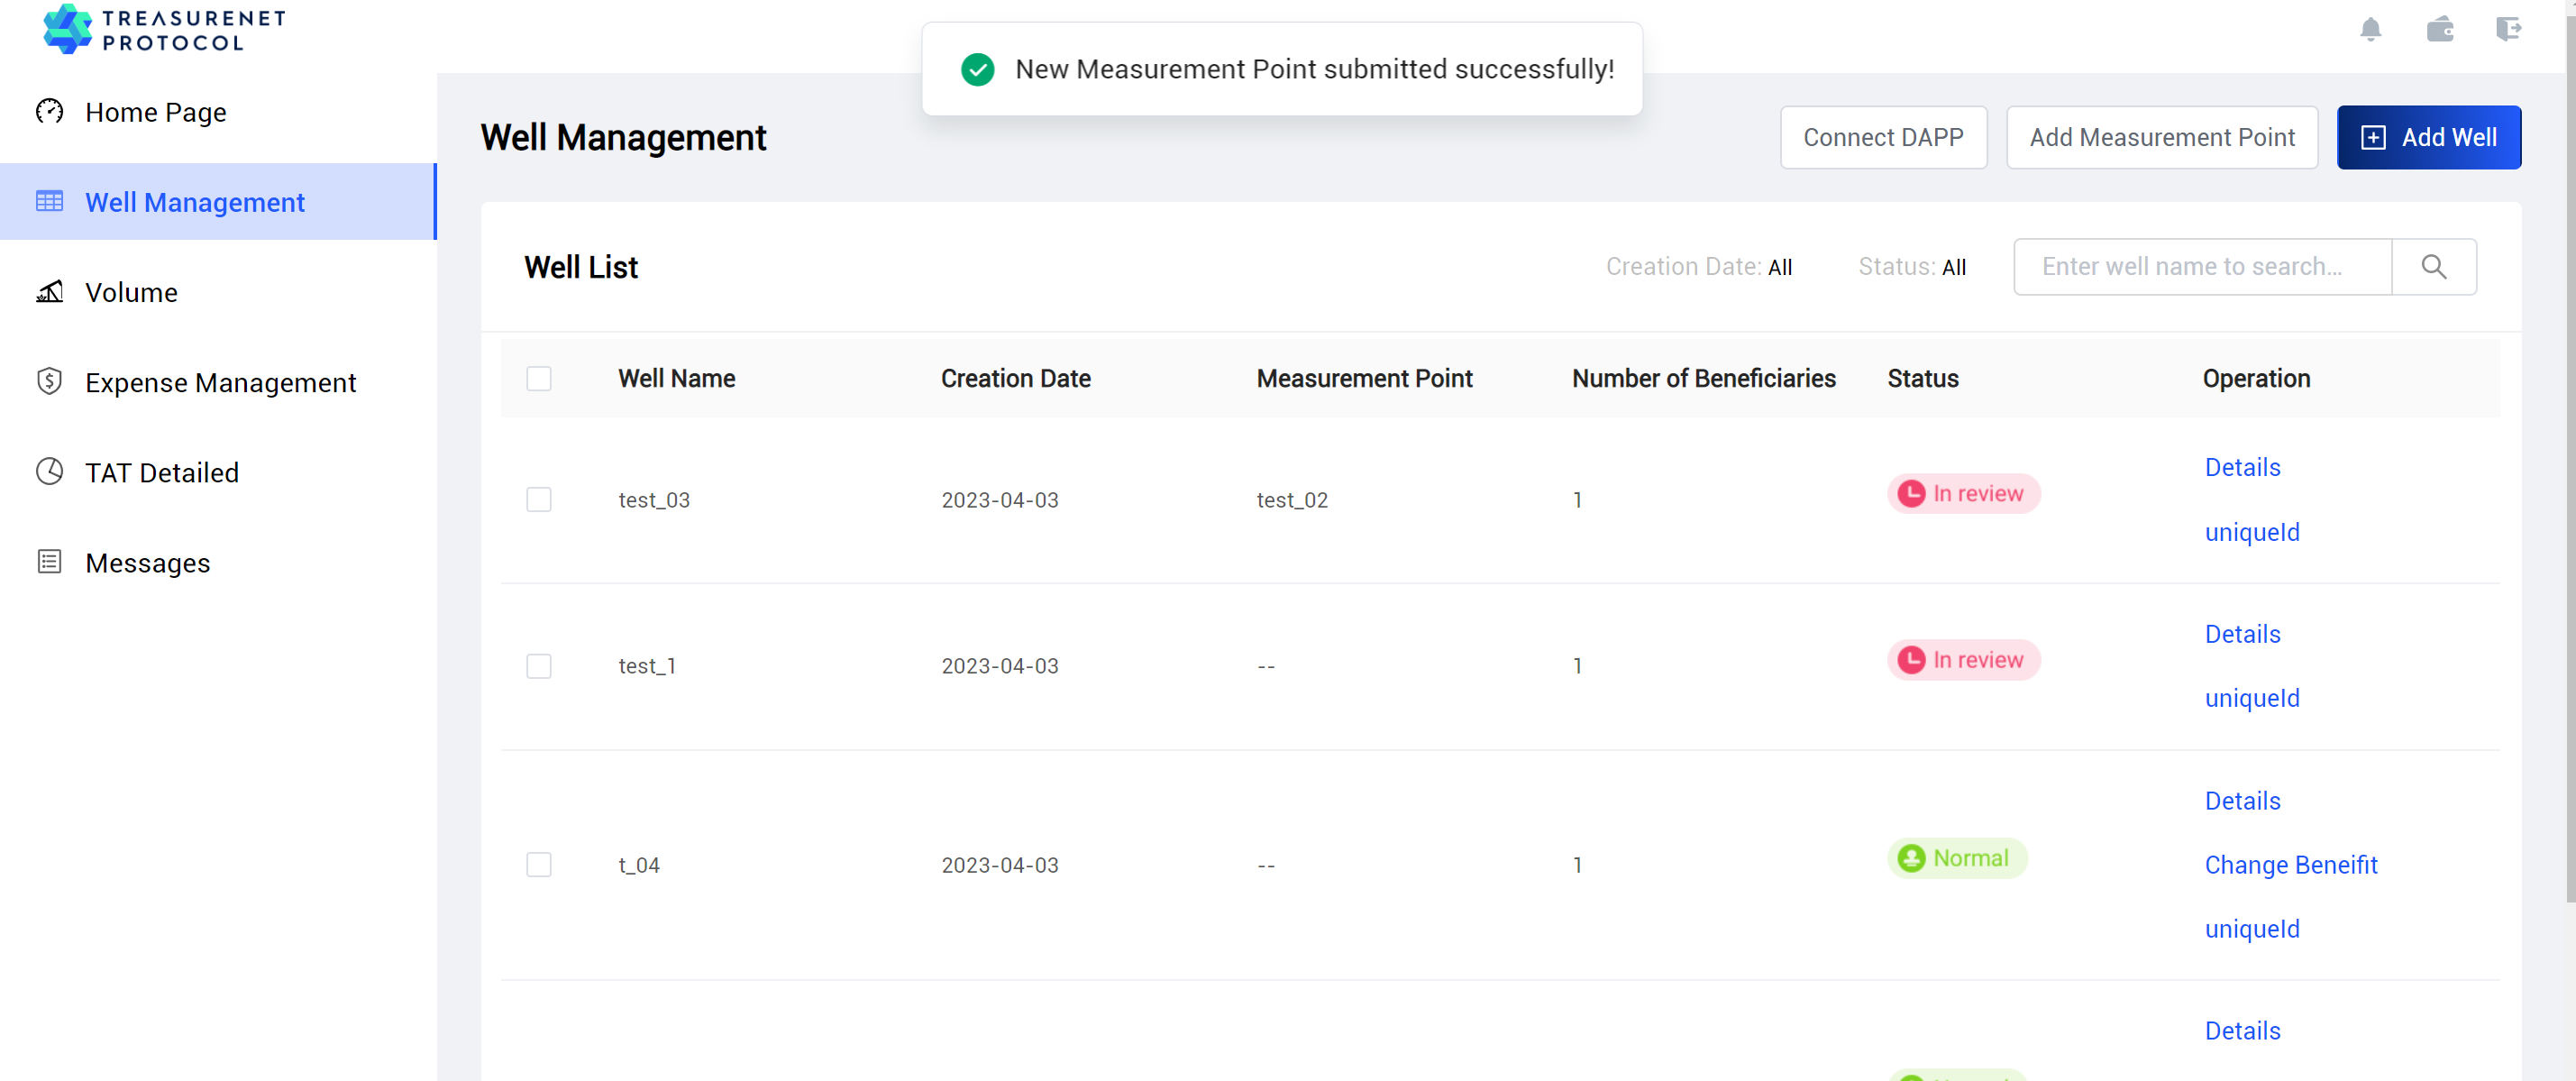 TREASURENET
PROTOCOL
New Measurement Point submitted successfully!
Home Page
Well Management
Volume
Expense Management
TAT Detailed
Messages
Well Management
Connect DAPP
Add Measurement Point
Add Well
Well List
Creation Date: All
Status: All
Enter well name to search...
Well Name Creation Date Measurement Point Number of Beneficiaries Status Operation
test_03 2023-04-03 test_02 1 In review
Details
uniqueId
test_1 2023-04-03 -- 1 In review
Details
uniqueId
t_04 2023-04-03 -- 1 Normal
Details
Change Beneifit
uniqueId
Details